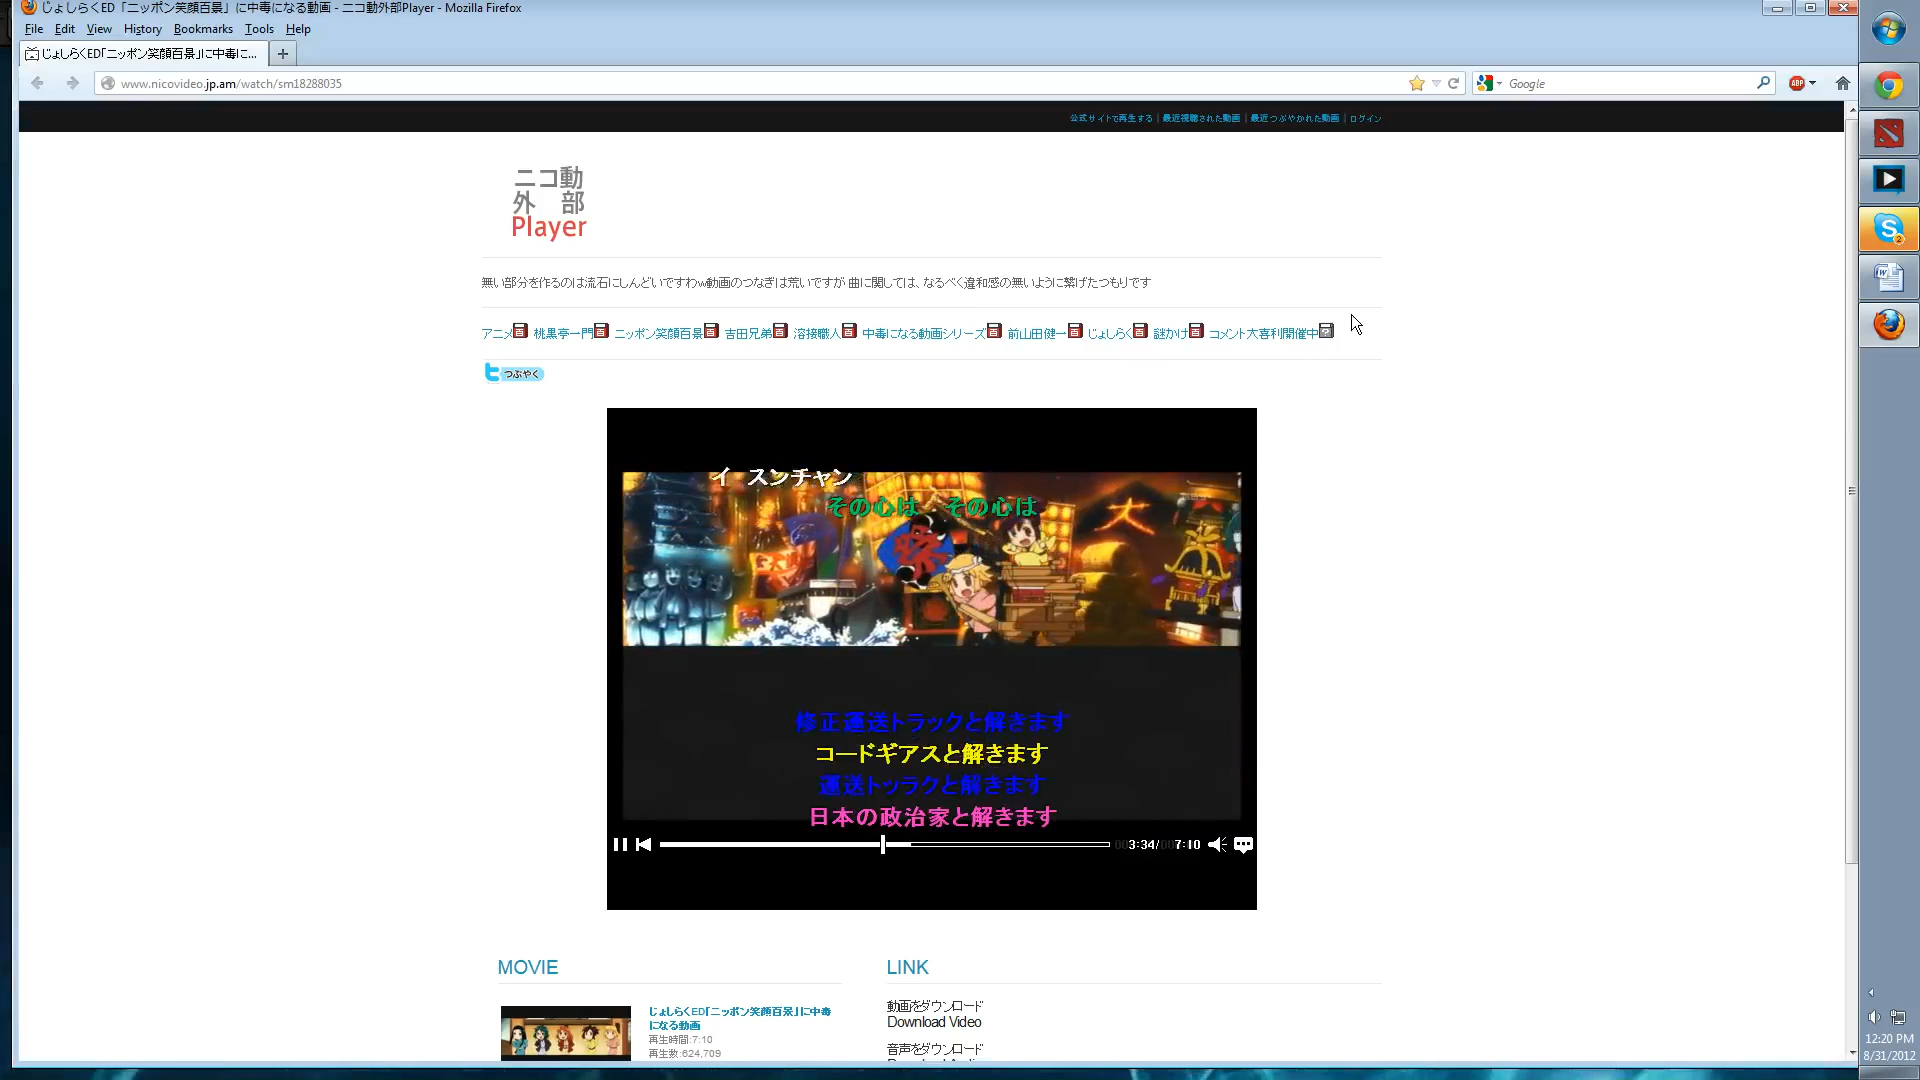 じょしらくED「ニッポン笑顔百景」に中毒になる動画 - ニコ動外部Player - Mozilla Firefox
File Edit View History Bookmarks Tools Help
じょしらくED「ニッポン笑顔百景」に中毒に...
www.nicovideo.jp.am/watch/sm18288035
Google
ABP
公式サイトで再生する | 最近視聴された動画 | 最近つぶやかれた動画 | ログイン
ニコ動
外 部
Player
無い部分を作るのは流石にしんどいですわw動画のつなぎは荒いですが 曲に関しては、なるべく違和感の無いように繋げたつもりです
アニメ百 桃黒亭一門百 ニッポン笑顔百景百 吉田兄弟百 溶接職人百 中毒になる動画シリーズ百 前山田健一百 じょしらく百 謎かけ百 コメント大喜利開催中
つぶやく
イ スンチャン
その心は その心は
祭
大
修正運送トラックと解きます
コードギアスと解きます
運送トッラクと解きます
日本の政治家と解きます
003:34/007:10
MOVIE
じょしらくED「ニッポン笑顔百景」に中毒
になる動画
再生時間:7:10
再生数:624,709
LINK
動画をダウンロード
Download Video
音声をダウンロード
12:20 PM
8/31/2012